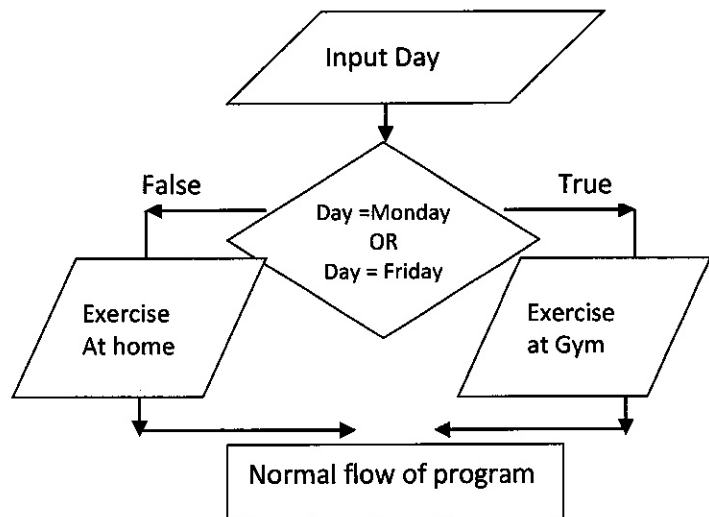 Input Day
False
True
Day =Monday
OR
Day = Friday
Exercise
At home
Exercise
at Gym
Normal flow of program